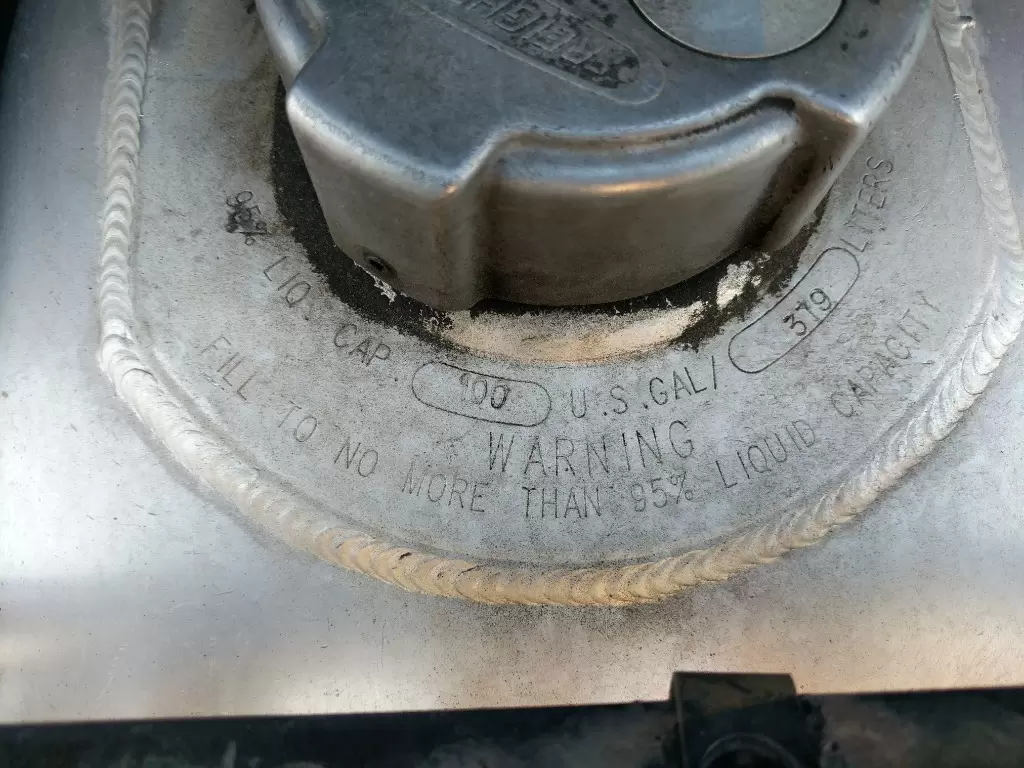 95% LIQ. CAP. 100 U.S.GAL/ 379 LITERS
WARNING
FILL TO NO MORE THAN 95% LIQUID CAPACITY